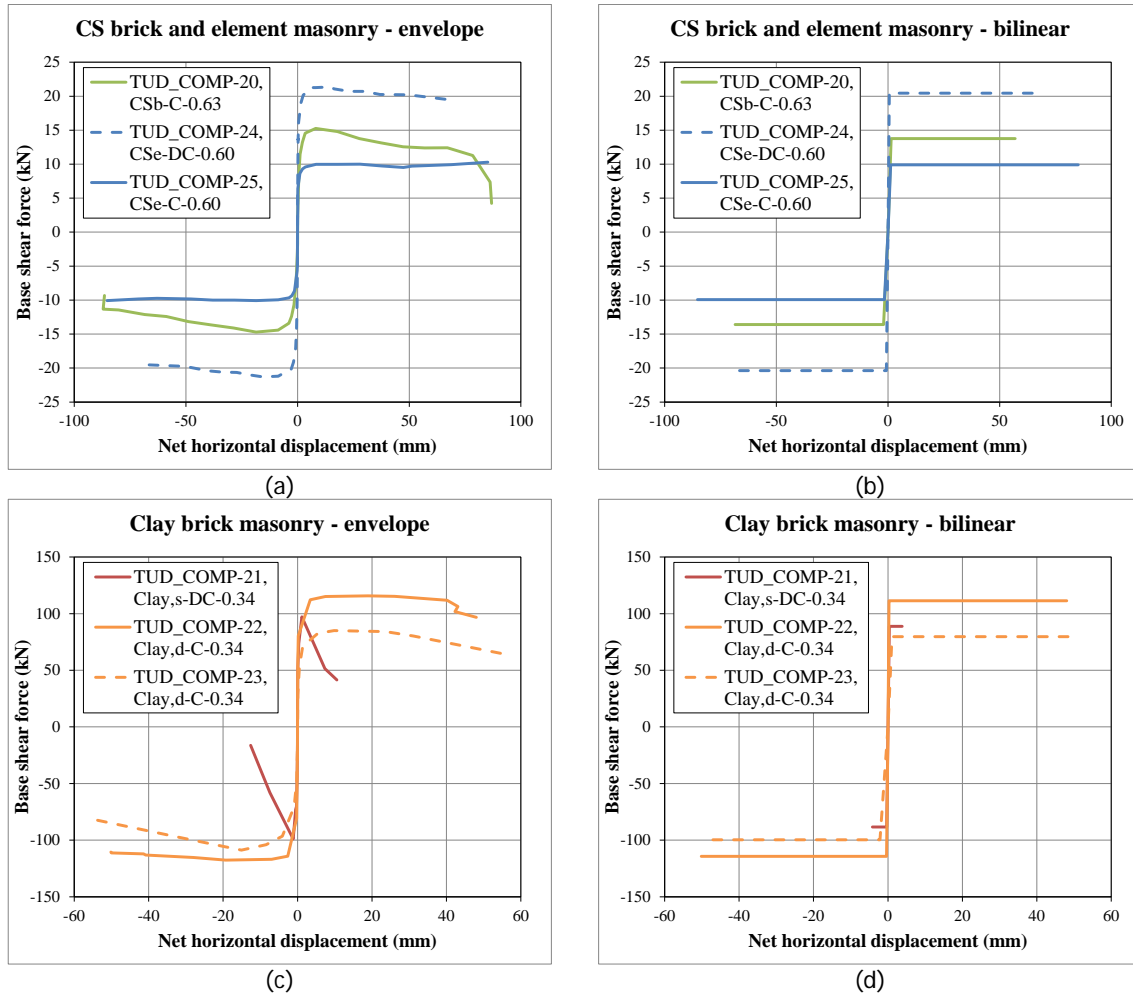 CS brick and element masonry - envelope
25
20
15
10
5
0
-5
-10
-15
-20
-25
-100
-50
0
50
100
Base shear force (kN)
Net horizontal displacement (mm)
TUD_COMP-20,
CSb-C-0.63
TUD_COMP-24,
CSe-DC-0.60
TUD_COMP-25,
CSe-C-0.60
(a)
CS brick and element masonry - bilinear
25
20
15
10
5
0
-5
-10
-15
-20
-25
-100
-50
0
50
100
Base shear force (kN)
Net horizontal displacement (mm)
TUD_COMP-20,
CSb-C-0.63
TUD_COMP-24,
CSe-DC-0.60
TUD_COMP-25,
CSe-C-0.60
(b)
Clay brick masonry - envelope
150
100
50
0
-50
-100
-150
-60
-40
-20
0
20
40
60
Base shear force (kN)
Net horizontal displacement (mm)
TUD_COMP-21,
Clay,s-DC-0.34
TUD_COMP-22,
Clay,d-C-0.34
TUD_COMP-23,
Clay,d-C-0.34
(c)
Clay brick masonry - bilinear
150
100
50
0
-50
-100
-150
-60
-40
-20
0
20
40
60
Base shear force (kN)
Net horizontal displacement (mm)
TUD_COMP-21,
Clay,s-DC-0.34
TUD_COMP-22,
Clay,d-C-0.34
TUD_COMP-23,
Clay,d-C-0.34
(d)